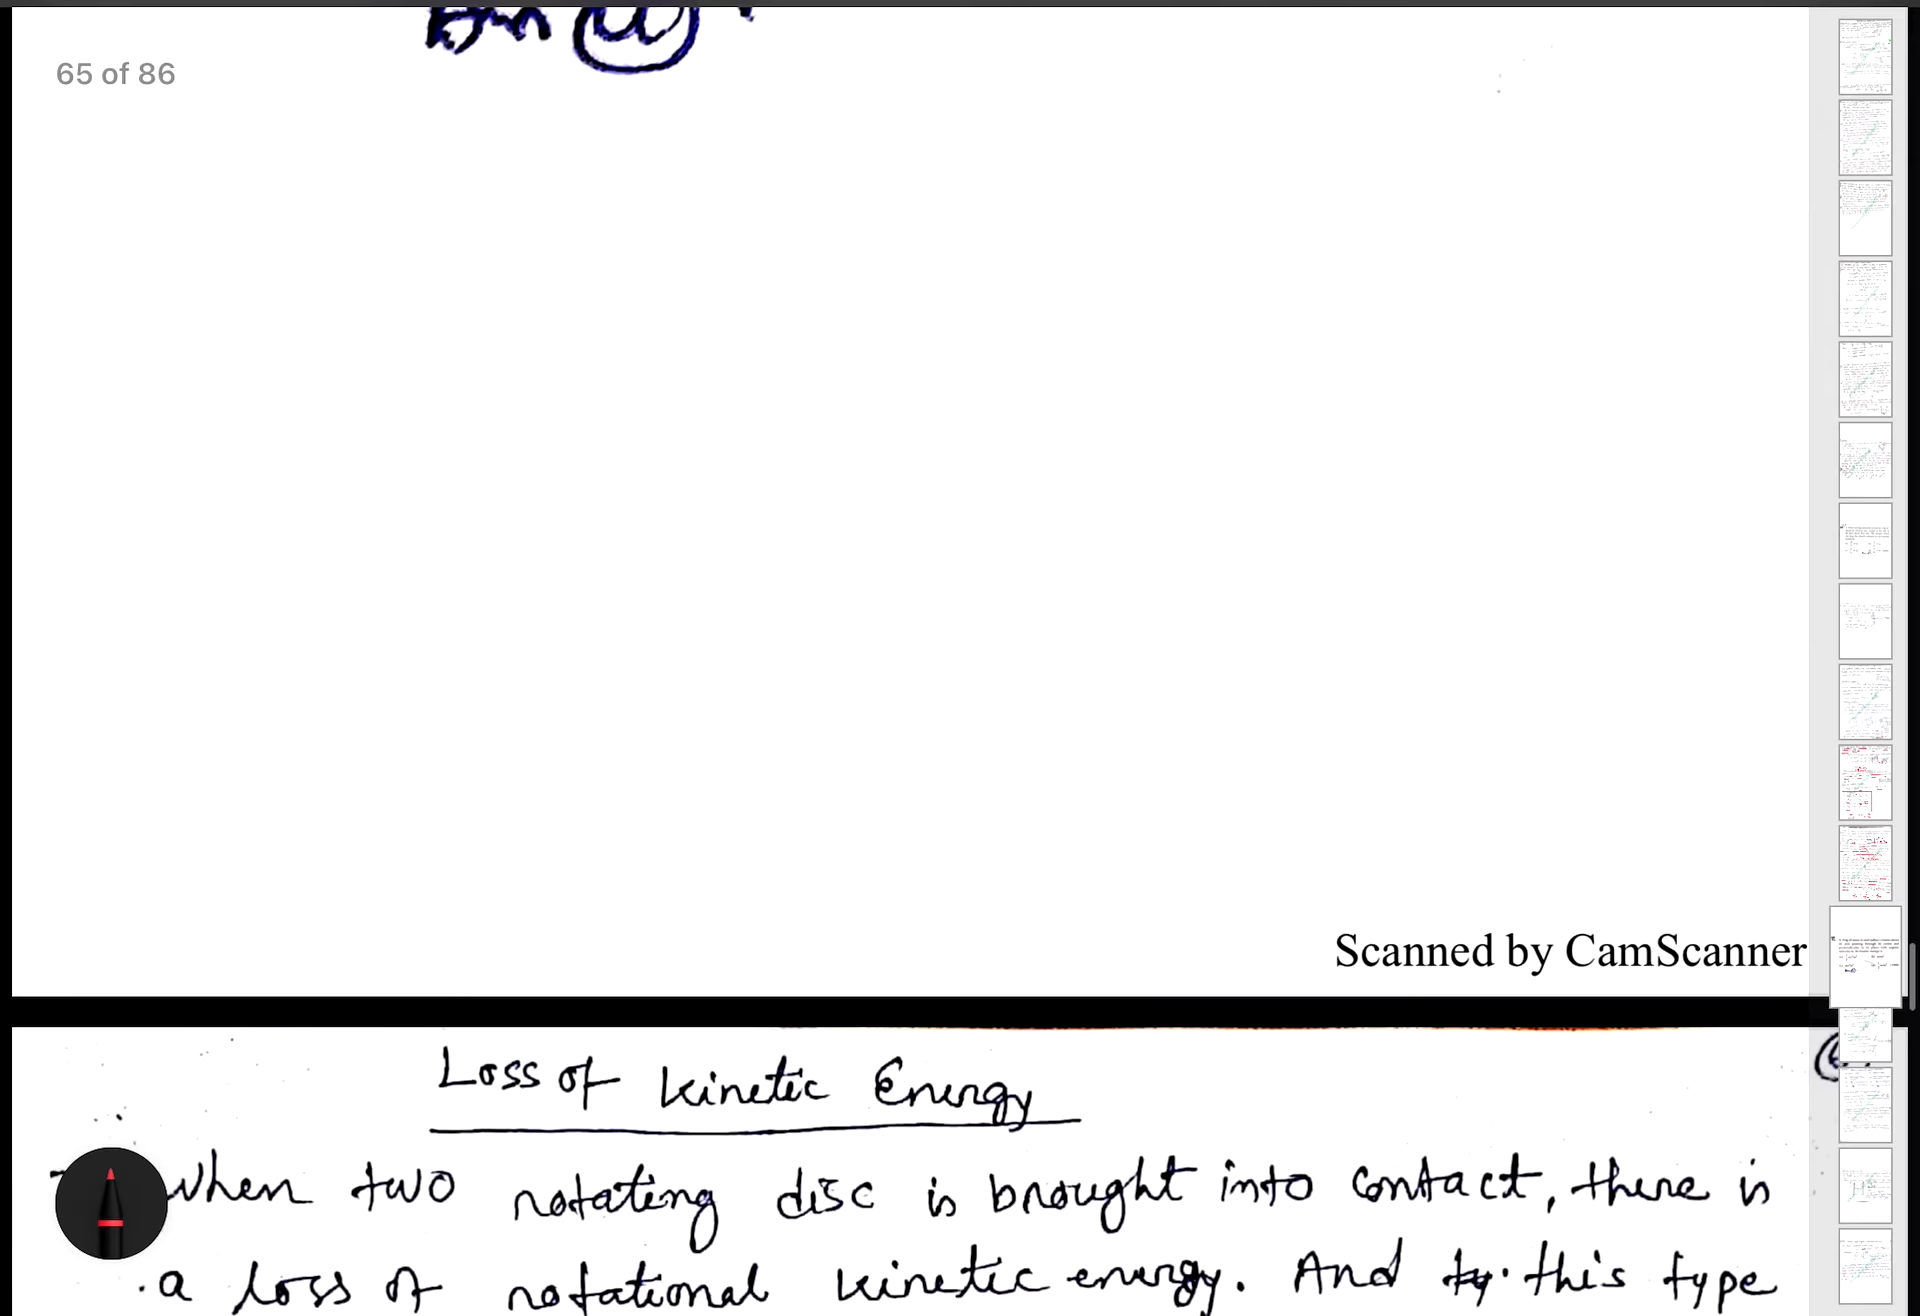 65 of 86
Scanned by CamScanner
Loss of Kinetic Energy
when two rotating disc is brought into contact, there is
a loss of rotational kinetic energy. And this type